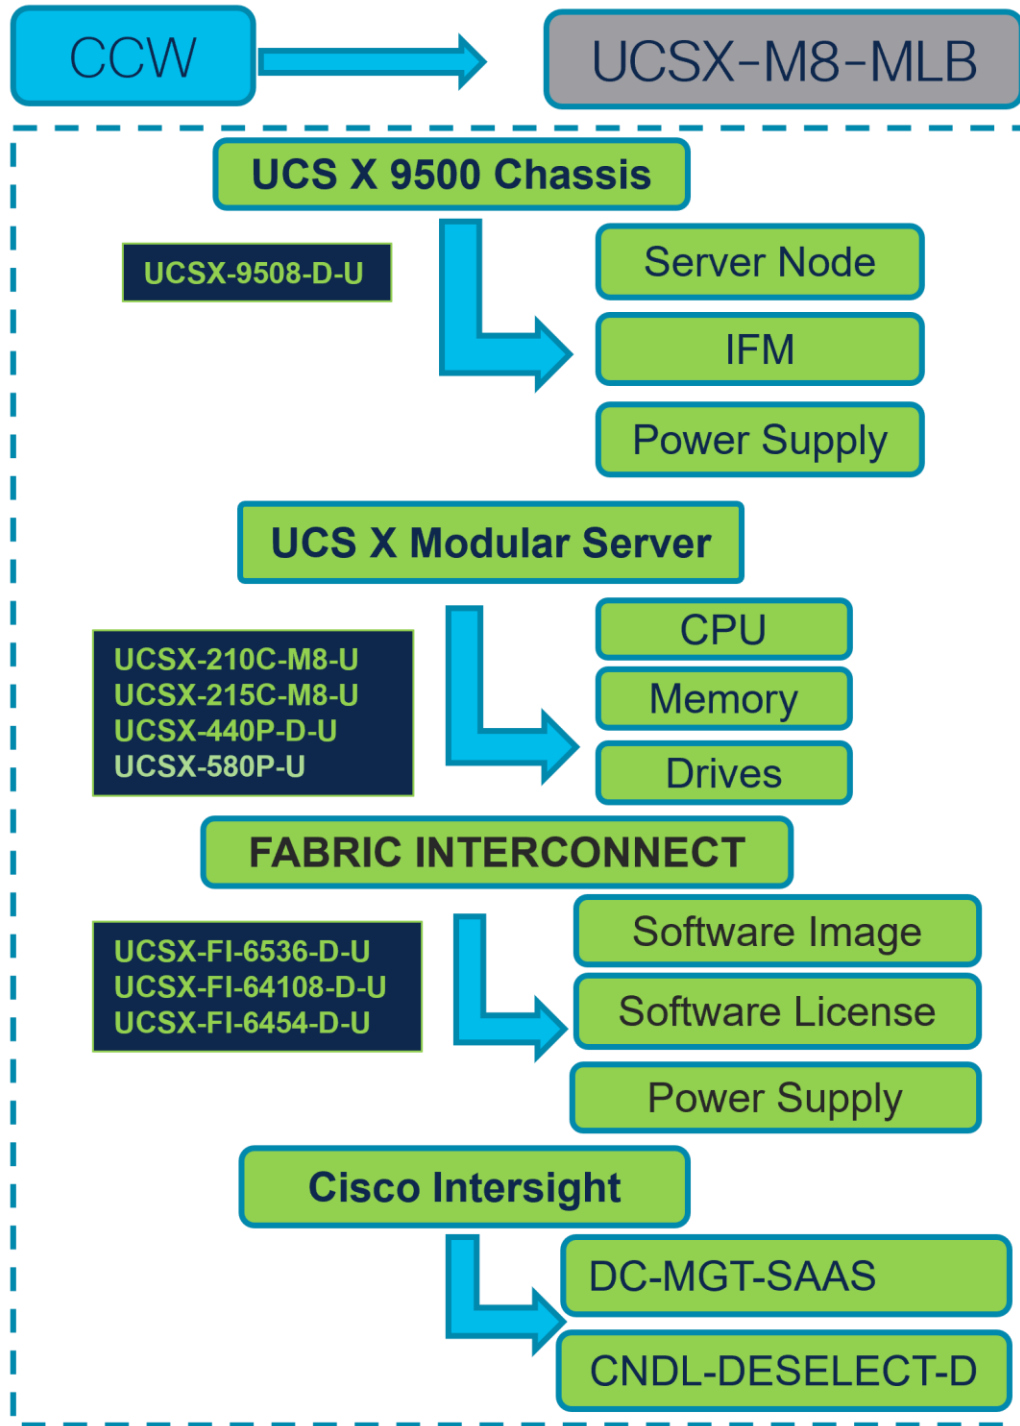 CCW
UCSX-M8-MLB
UCS X 9500 Chassis
UCSX-9508-D-U
Server Node
IFM
Power Supply
UCS X Modular Server
UCSX-210C-M8-U
UCSX-215C-M8-U
UCSX-440P-D-U
UCSX-580P-U
CPU
Memory
Drives
FABRIC INTERCONNECT
UCSX-FI-6536-D-U
UCSX-FI-64108-D-U
UCSX-FI-6454-D-U
Software Image
Software License
Power Supply
Cisco Intersight
DC-MGT-SAAS
CNDL-DESELECT-D